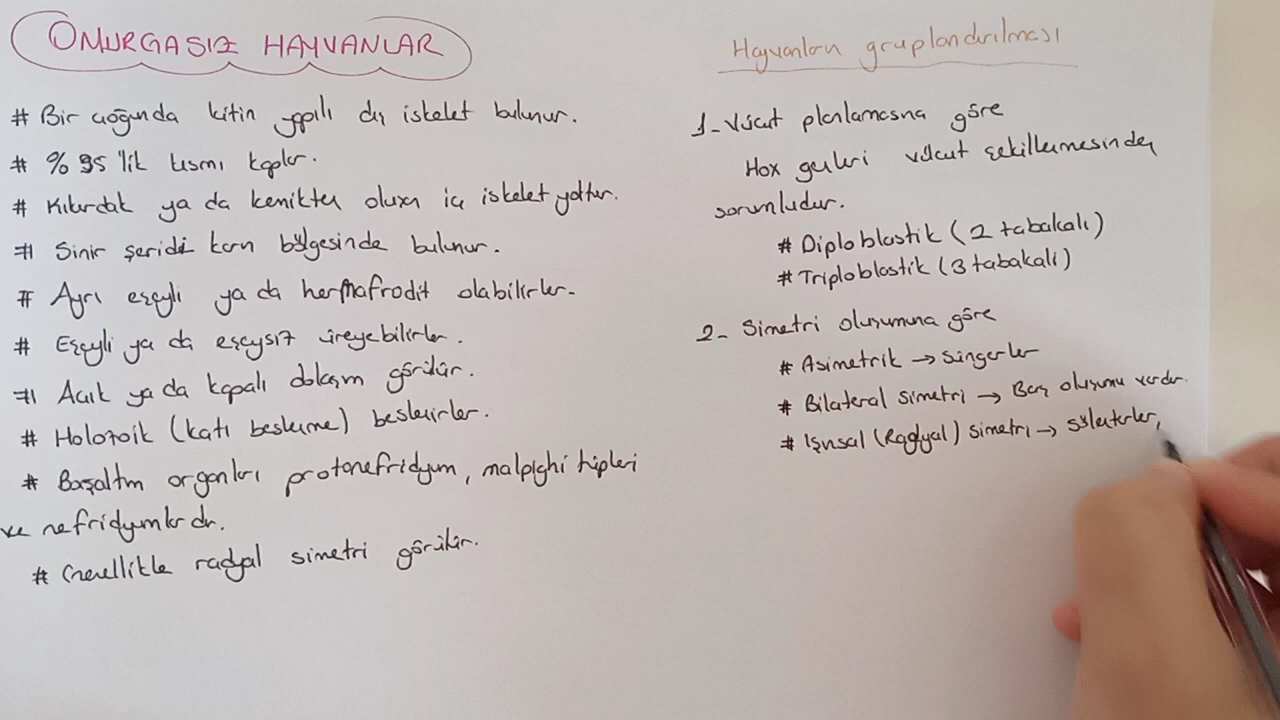 OMURGASIZ HAYVANLAR
# Bir çoğunda kitin yapılı dış iskelet bulunur.
# % 95 'lik kısmı kaplar.
# Kıkırdak ya da kemikten oluşan iç iskelet yoktur.
# Sinir şeridi karın bölgesinde bulunur.
# Ayrı eşeyli ya da hermafrodit olabilirler.
# Eşeyli ya da eşeysiz üreyebilirler.
# Açık ya da kapalı dolaşım görülür.
# Holozoik (katı beslenme) beslenirler.
# Boşaltım organları protonefridyum, malpighi tüpleri
ve nefridyumlardır.
# Genellikle radyal simetri görülür.
Hayvanların gruplandırılması
1- Vücut planlamasına göre
Hox genleri vücut şekillenmesinden
sorumludur.
# Diploblastik (2 tabakalı)
# Triploblastik (3 tabakalı)
2- Simetri oluşumuna göre
# Asimetrik → Süngerler
# Bilateral simetri → Baş oluşumu vardır.
# Işınsal (Radyal) simetri → sölenterler,